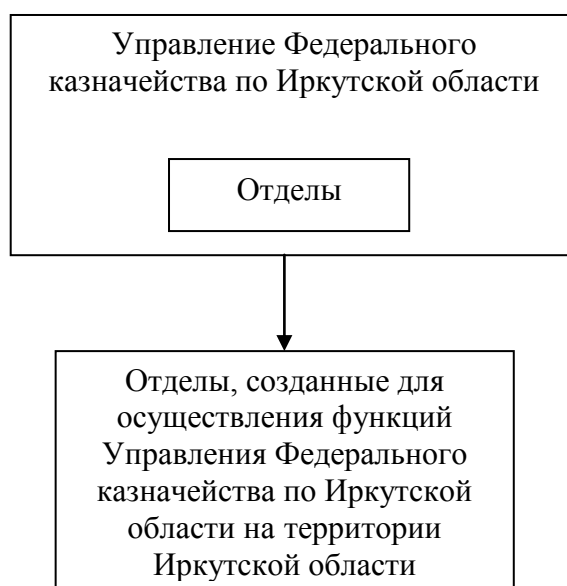 Управление Федерального
казначейства по Иркутской области
Отделы
Отделы, созданные для
осуществления функций
Управления Федерального
казначейства по Иркутской
области на территории
Иркутской области